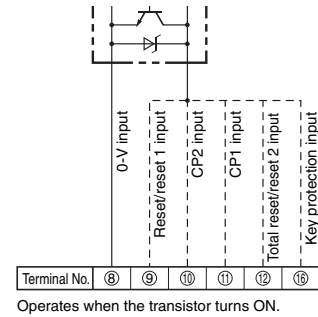 0-V input
Reset/reset 1 input
CP2 input
CP1 input
Total reset/reset 2 input
Key protection input
Terminal No. ⑧ ⑨ ⑩ ⑪ ⑫ ⑯
Operates when the transistor turns ON.